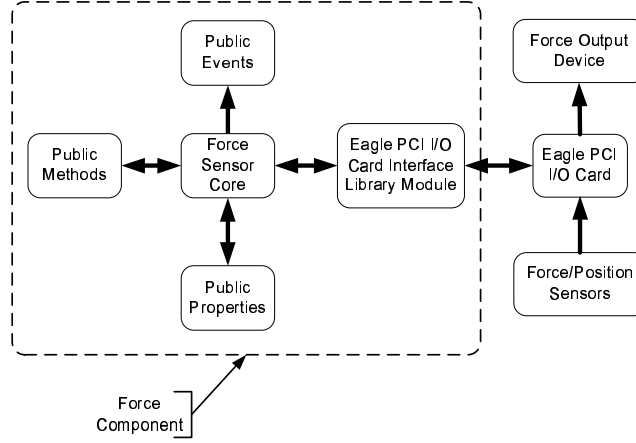 Public
Events
Force Output
Device
Public
Methods
Force
Sensor
Core
Eagle PCI I/O
Card Interface
Library Module
Eagle PCI
I/O Card
Public
Properties
Force/Position
Sensors
Force
Component